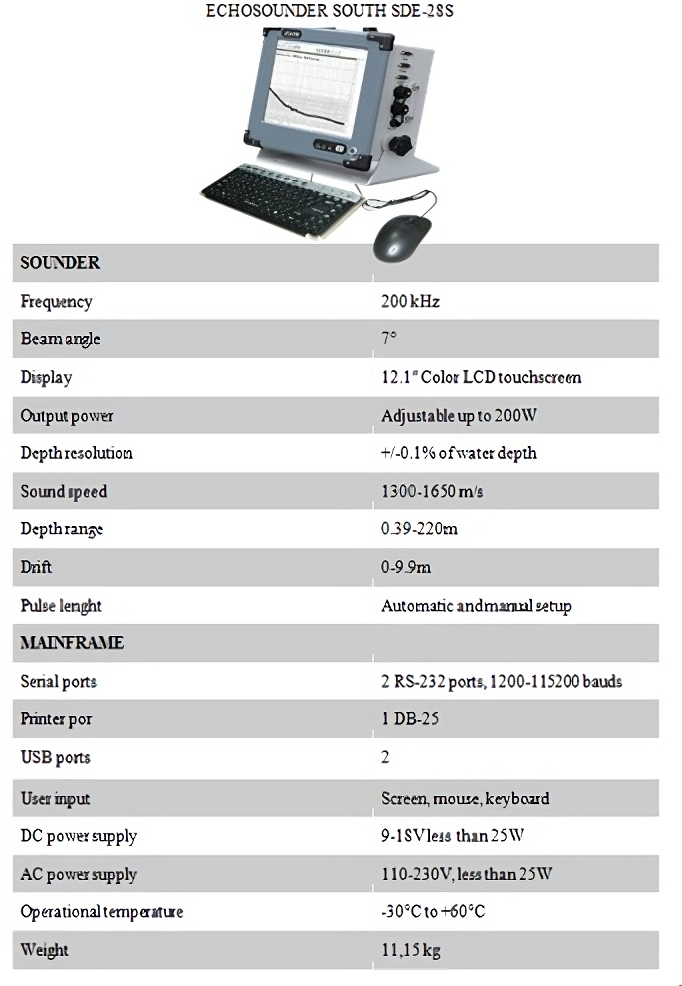 ECHOSOUNDER SOUTH SDE-28S
SOUNDER
Frequency 200 kHz
Beam angle 7°
Display 12.1" Color LCD touchscreen
Output power Adjustable up to 200W
Depth resolution +/-0.1% of water depth
Sound speed 1300-1650 m/s
Depth range 0.39-220m
Drift 0-9.9m
Pulse lenght Automatic and manual setup
MAINFRAME
Serial ports 2 RS-232 ports, 1200-115200 bauds
Printer por 1 DB-25
USB ports 2
User input Screen, mouse, keyboard
DC power supply 9-18V less than 25W
AC power supply 110-230V, less than 25W
Operational temperature -30°C to +60°C
Weight 11,15 kg